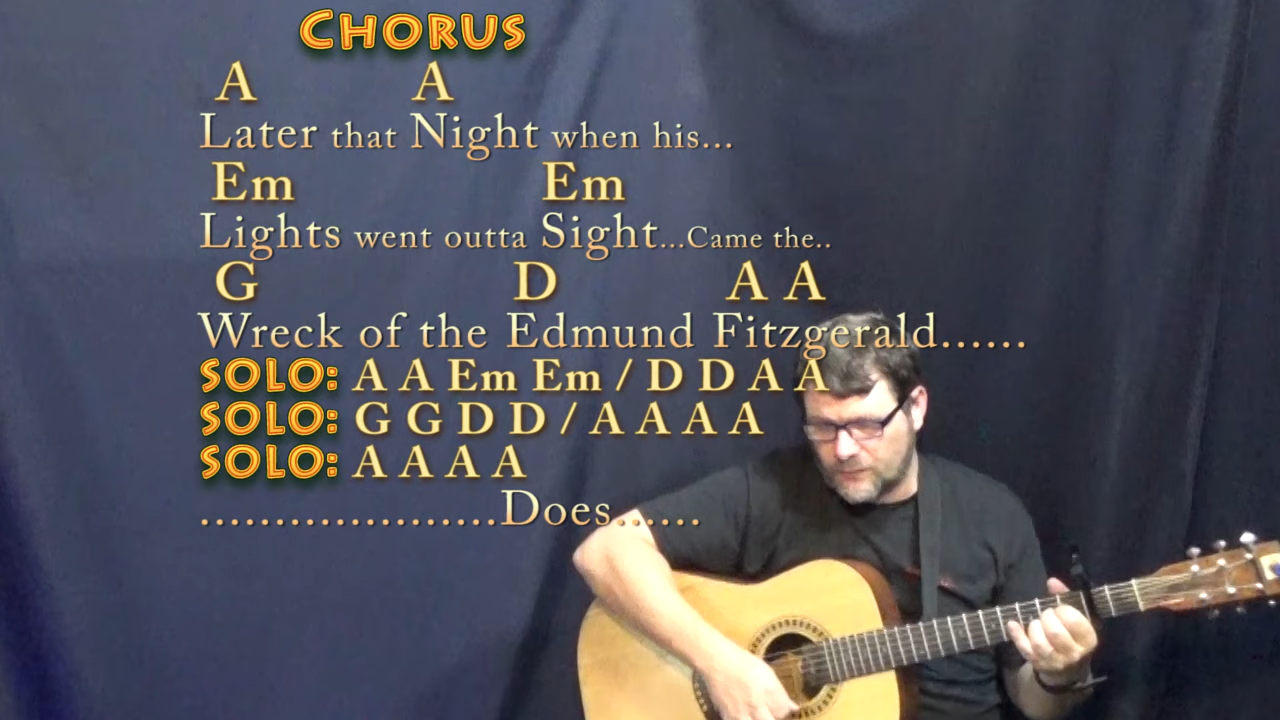 CHORUS
A A
Later that Night when his...
Em Em
Lights went outta Sight...Came the..
G D A A
Wreck of the Edmund Fitzgerald......
SOLO: A A Em Em / D D A A
SOLO: G G D D / A A A A
SOLO: A A A A
....................Does......